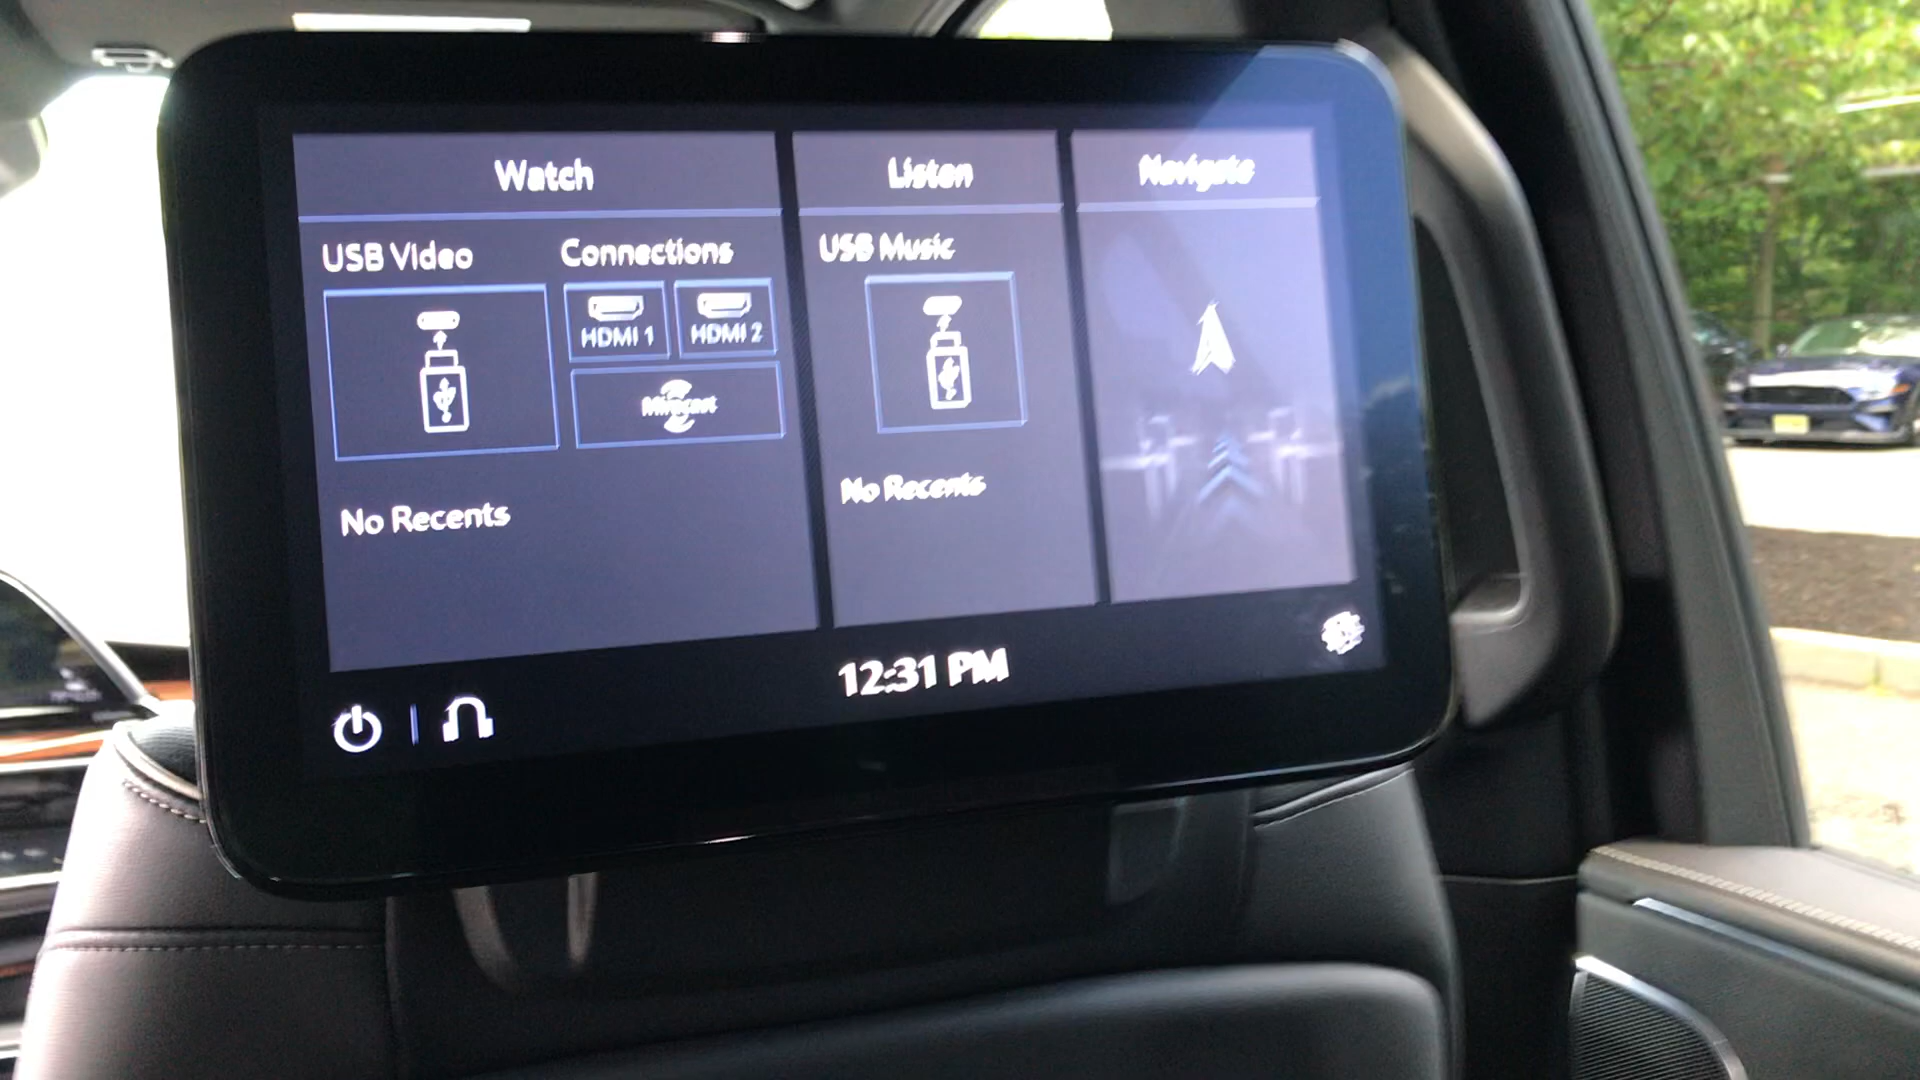 Watch
Listen
Navigate
USB Video
Connections
USB Music
HDMI 1
HDMI 2
Miracast
No Recents
No Recents
12:31 PM